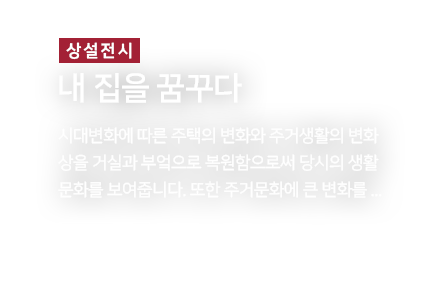 상설전시
내 집을 꿈꾸다
시대변화에 따른 주택의 변화와 주거생활의 변화
상을 거실과 부엌으로 복원함으로써 당시의 생활
문화를 보여줍니다. 또한 주거문화에 큰 변화를 ...